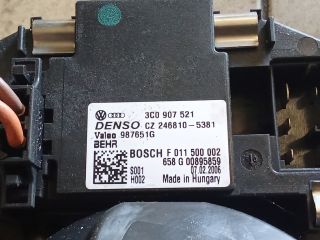 3C0 907 521
DENSO CZ 246810-5381
Valeo 987651G
BEHR
BOSCH F 011 500 002
658 G 00895859
S001 07.02.2006
H002 Made in Hungary